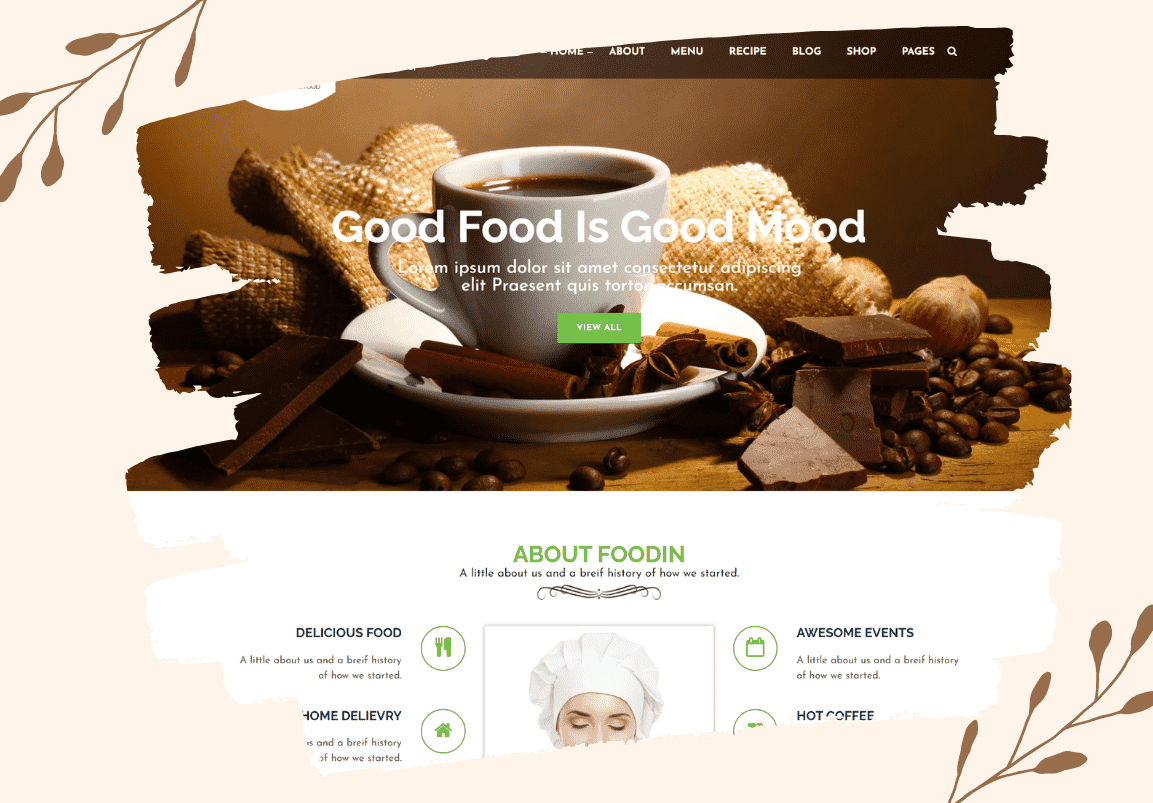 – HOME –
ABOUT
MENU
RECIPE
BLOG
SHOP
PAGES
Good Food Is Good Mood
Lorem ipsum dolor sit amet consectetur adipiscing
elit Praesent quis tortor accumsan.
VIEW ALL
ABOUT FOODIN
A little about us and a breif history of how we started.
DELICIOUS FOOD
A little about us and a breif history
of how we started.
AWESOME EVENTS
A little about us and a breif history
of how we started.
HOME DELIEVRY
us and a breif history
of how we started.
HOT COFFEE